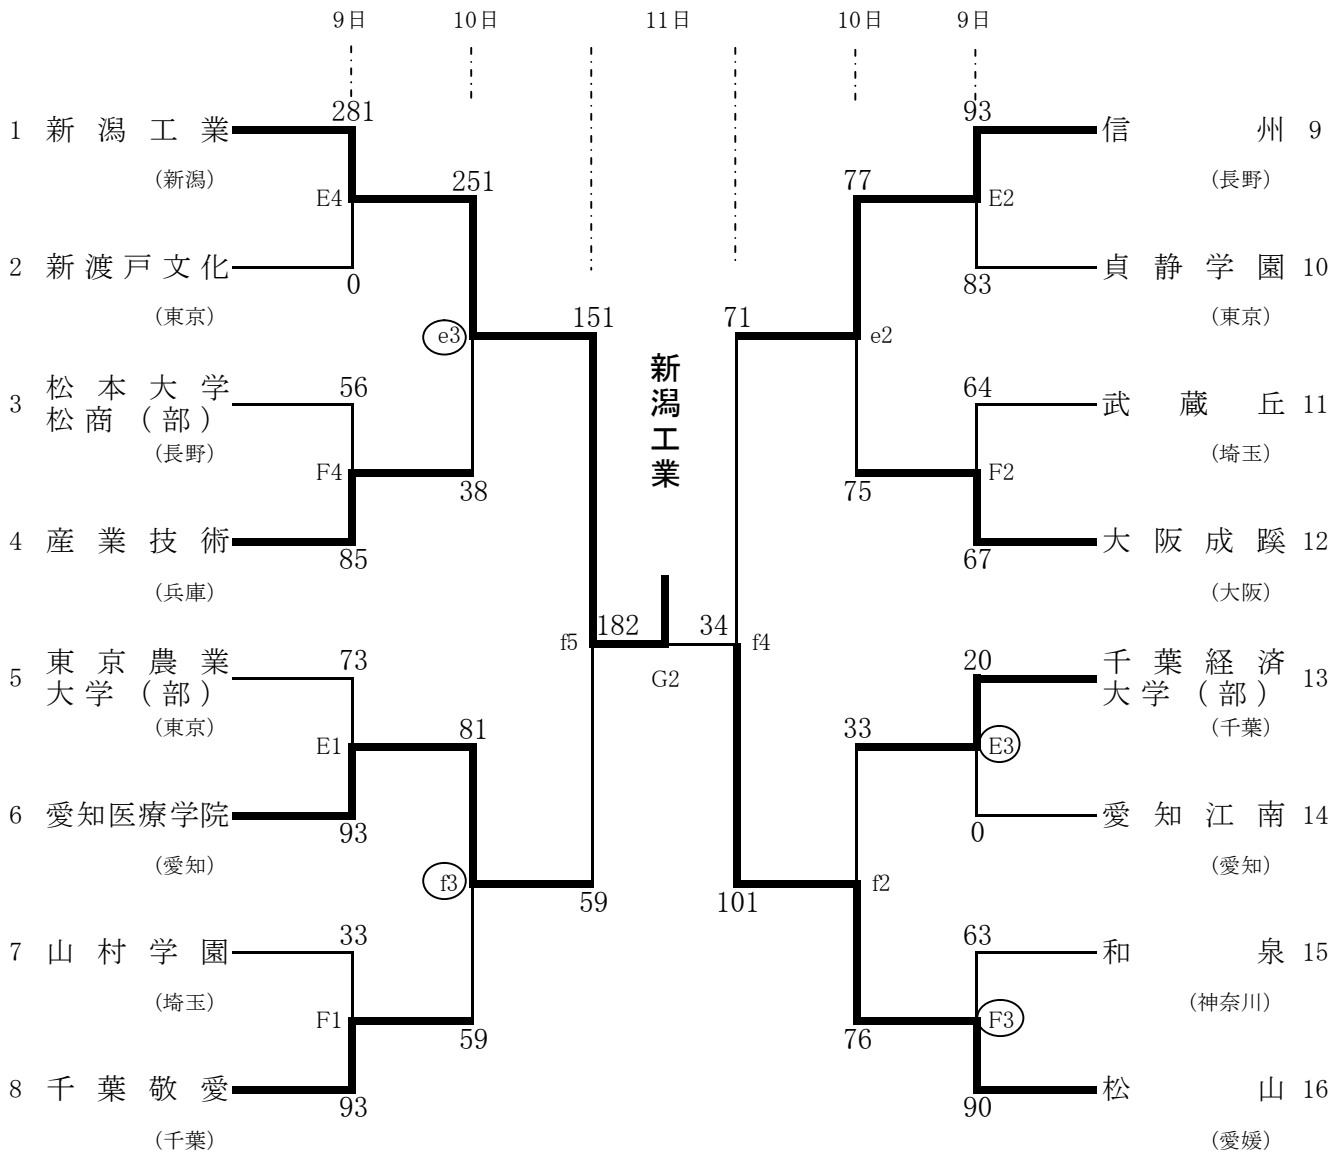 9日 10日 11日 10日 9日
1 新潟工業 281
(新潟)
E4 251
2 新渡戸文化 0
(東京)
e3 151
3 松本大学
松商（部） 56
(長野)
F4 38
4 産業技術 85
(兵庫)
f5 182
5 東京農業
大学（部） 73
(東京)
E1 81
6 愛知医療学院 93
(愛知)
f3 59
7 山村学園 33
(埼玉)
F1 59
8 千葉敬愛 93
(千葉)
新潟工業
G2
93 信州 9
(長野)
77 E2
83 貞静学園 10
(東京)
71 e2
64 武蔵丘 11
(埼玉)
75 F2
67 大阪成蹊 12
(大阪)
34 f4
20 千葉経済
大学（部） 13
(千葉)
33 E3
0 愛知江南 14
(愛知)
101 f2
63 和泉 15
(神奈川)
76 F3
90 松山 16
(愛媛)